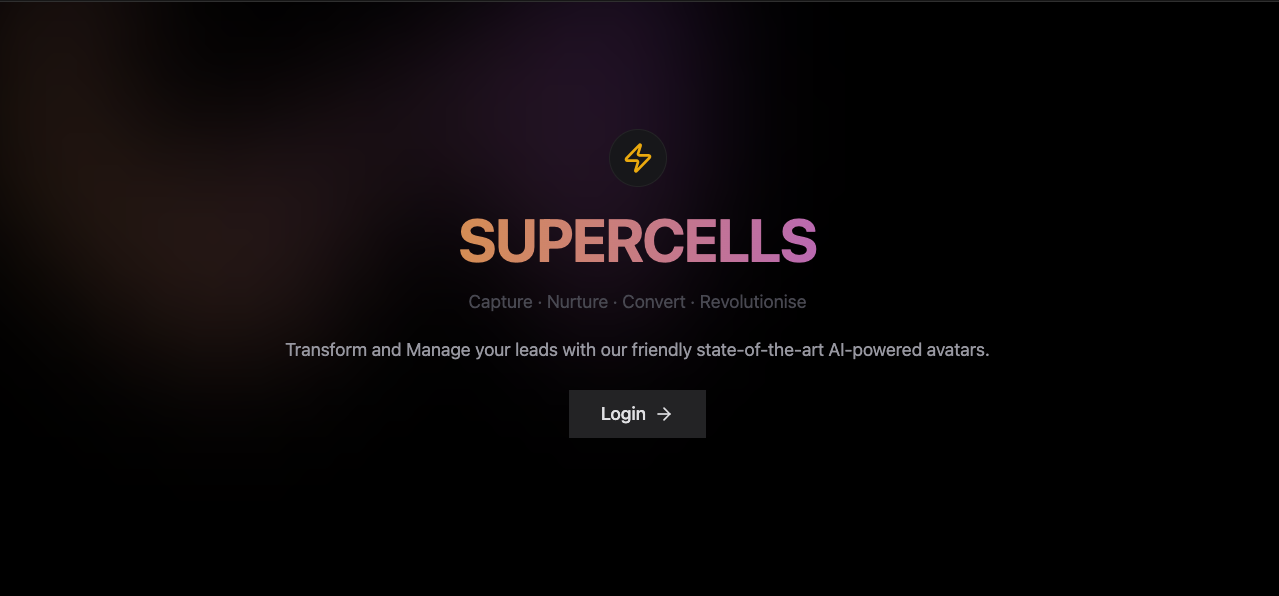 SUPERCELLS
Capture · Nurture · Convert · Revolutionise
Transform and Manage your leads with our friendly state-of-the-art AI-powered avatars.
Login